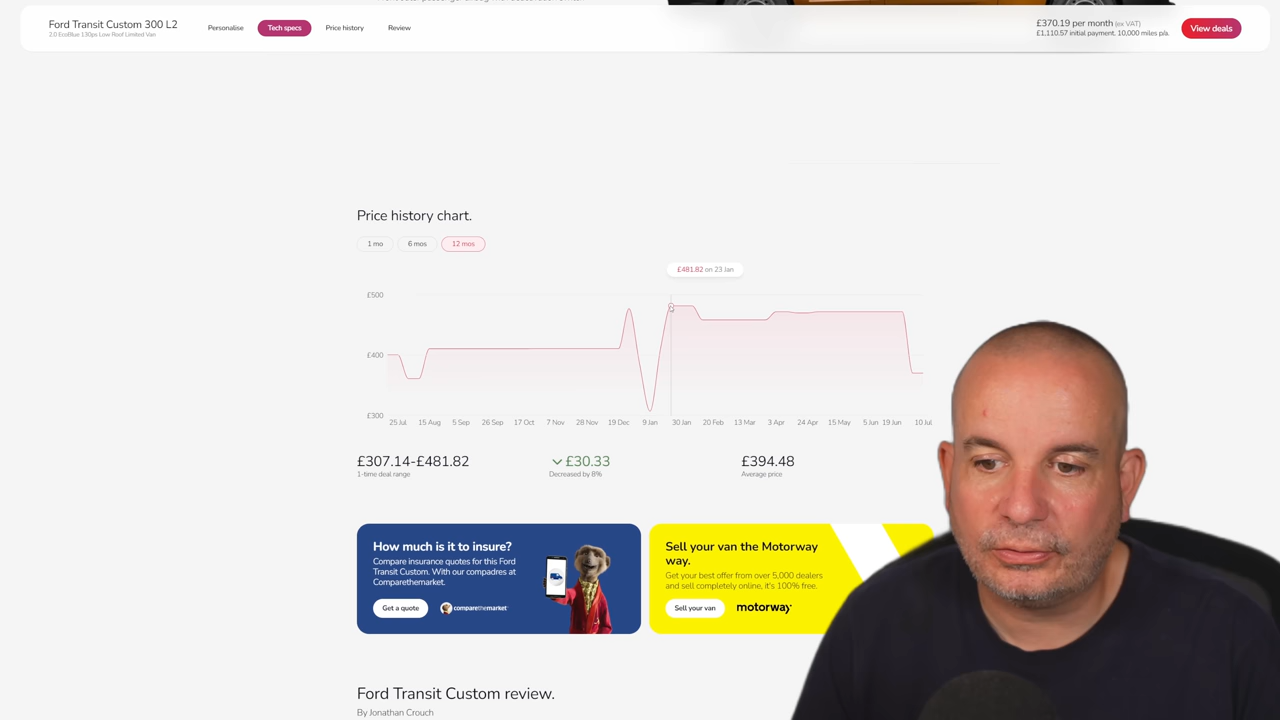 Ford Transit Custom 300 L2
2.0 EcoBlue 130ps Low Roof Limited Van
Personalise
Tech specs
Price history
Review
£370.19 per month (ex VAT)
£1,110.57 initial payment. 10,000 miles p/a.
View deals
Price history chart.
1 mo
6 mos
12 mos
£481.82 on 23 Jan
£500
£400
£300
25 Jul
15 Aug
5 Sep
26 Sep
17 Oct
7 Nov
28 Nov
19 Dec
9 Jan
30 Jan
20 Feb
13 Mar
3 Apr
24 Apr
15 May
5 Jun
19 Jun
10 Jul
£307.14-£481.82
1-time deal range
£30.33
Decreased by 8%
£394.48
Average price
How much is it to insure?
Compare insurance quotes for this Ford
Transit Custom. With our compadres at
Comparethemarket.
Get a quote
comparethemarket
Sell your van the Motorway
way.
Get your best offer from over 5,000 dealers
and sell completely online, it's 100% free.
Sell your van
motorway
Ford Transit Custom review.
By Jonathan Crouch